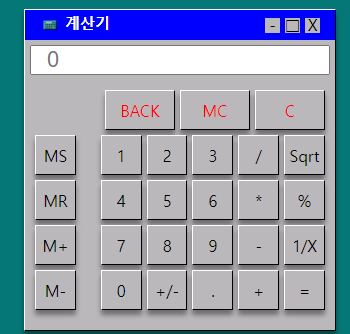 계산기 - □ X
0
BACK MC C
MS 1 2 3 / Sqrt
MR 4 5 6 * %
M+ 7 8 9 - 1/X
M- 0 +/- . + =